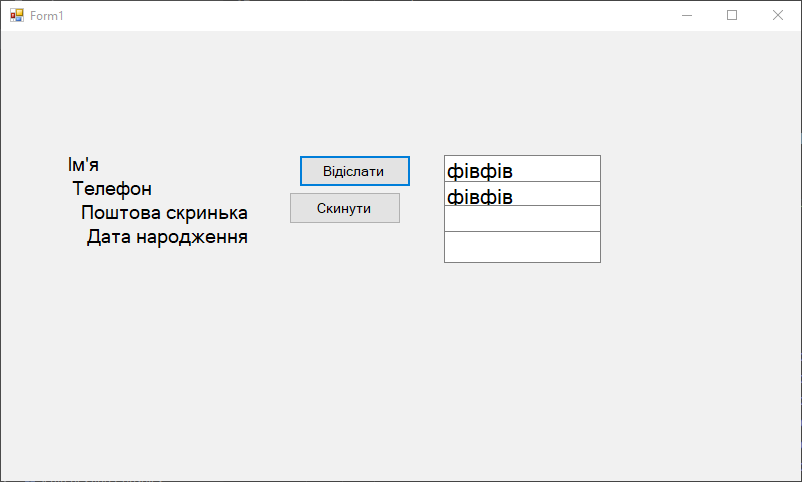 Form1
Ім'я
Телефон
Поштова скринька
Дата народження
Відіслати
Скинути
фівфів
фівфів